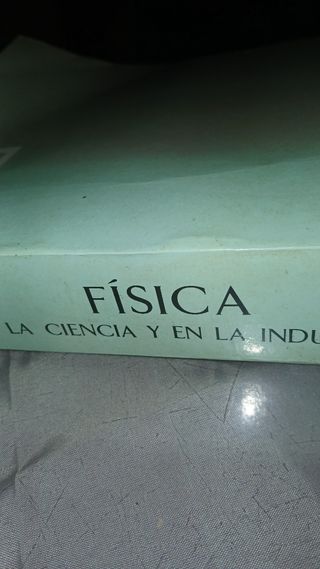 FÍSICA
LA CIENCIA Y EN LA INDU